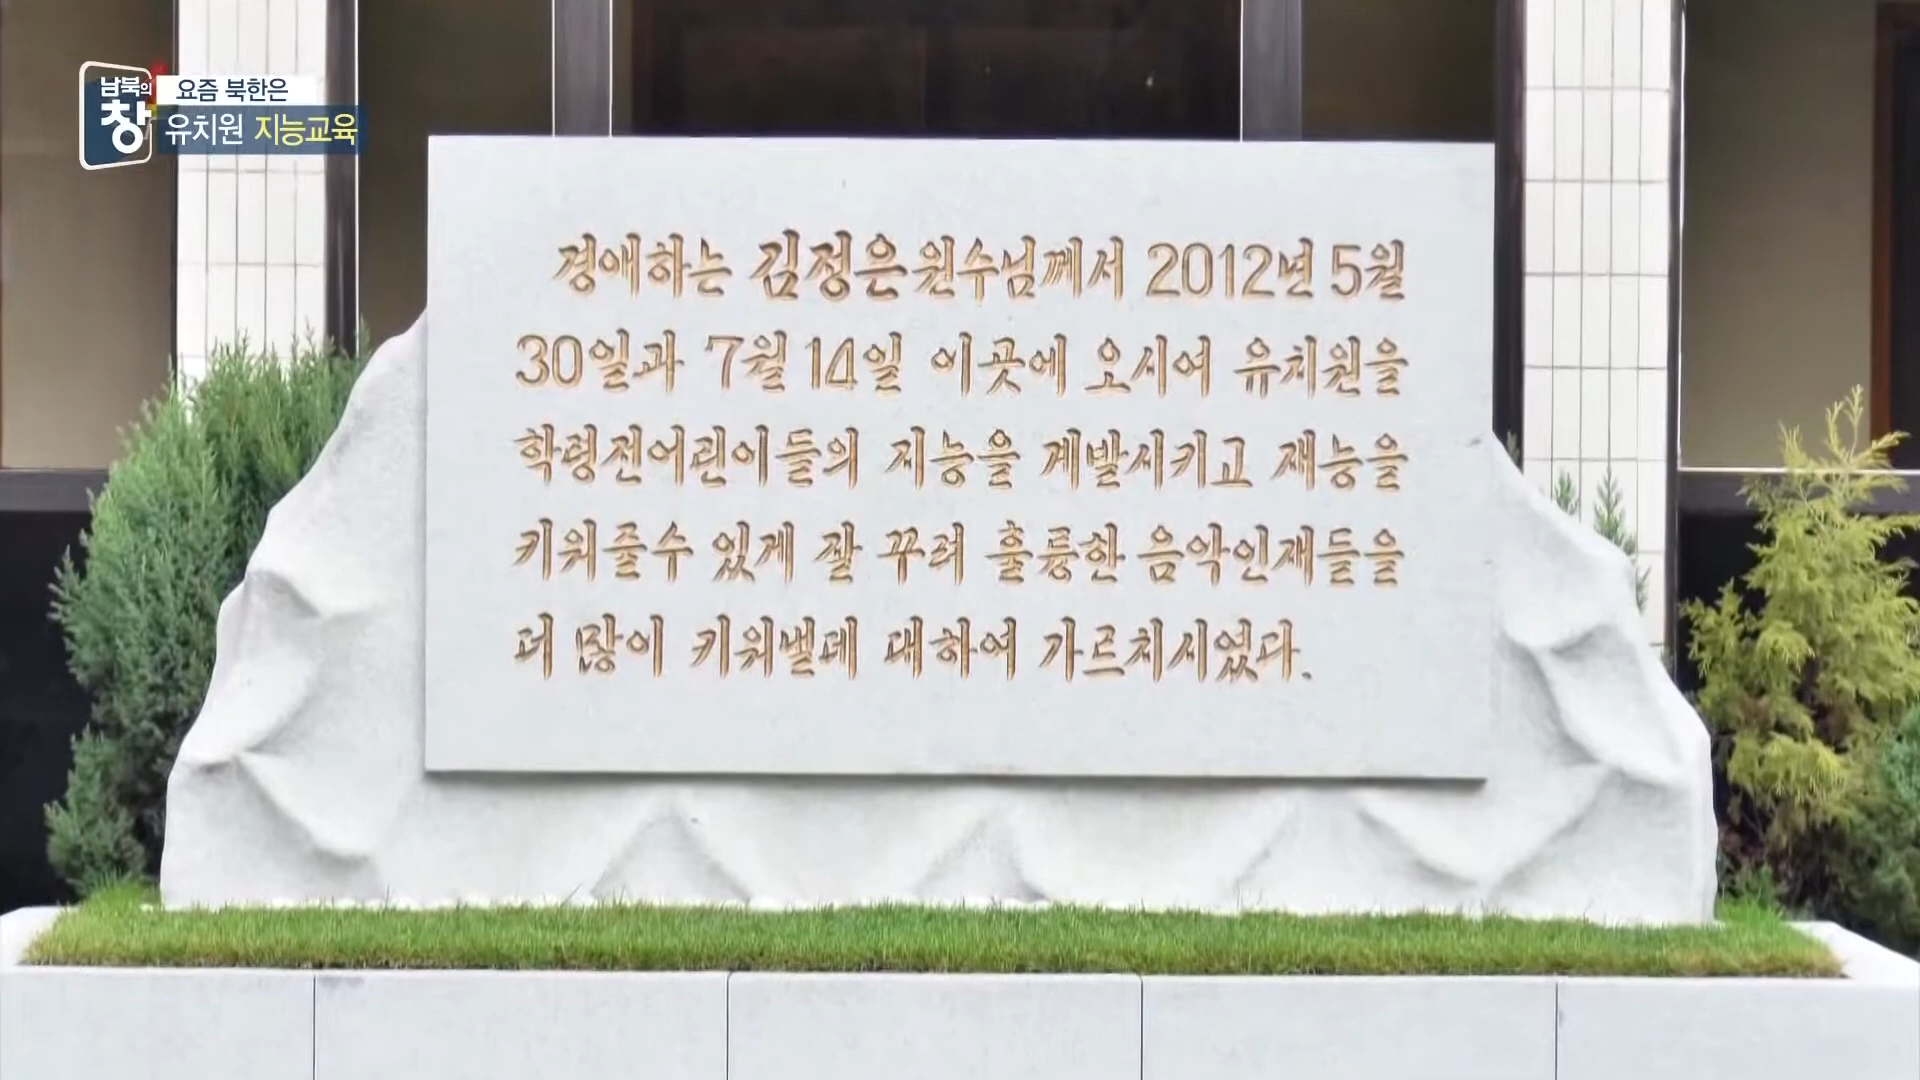 남북의 창
요즘 북한은
유치원 지능교육
경애하는 김정은원수님께서 2012년 5월
30일과 7월 14일 이곳에 오시여 유치원을
학령전어린이들의 지능을 계발시키고 재능을
키워줄수 있게 잘 꾸려 훌륭한 음악인재들을
더 많이 키워낼데 대하여 가르치시였다.